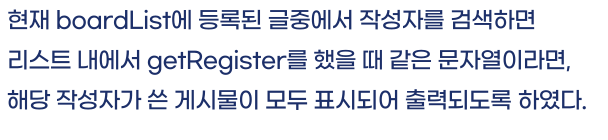 현재 boardList에 등록된 글중에서 작성자를 검색하면
리스트 내에서 getRegister를 했을 때 같은 문자열이라면,
해당 작성자가 쓴 게시물이 모두 표시되어 출력되도록 하였다.